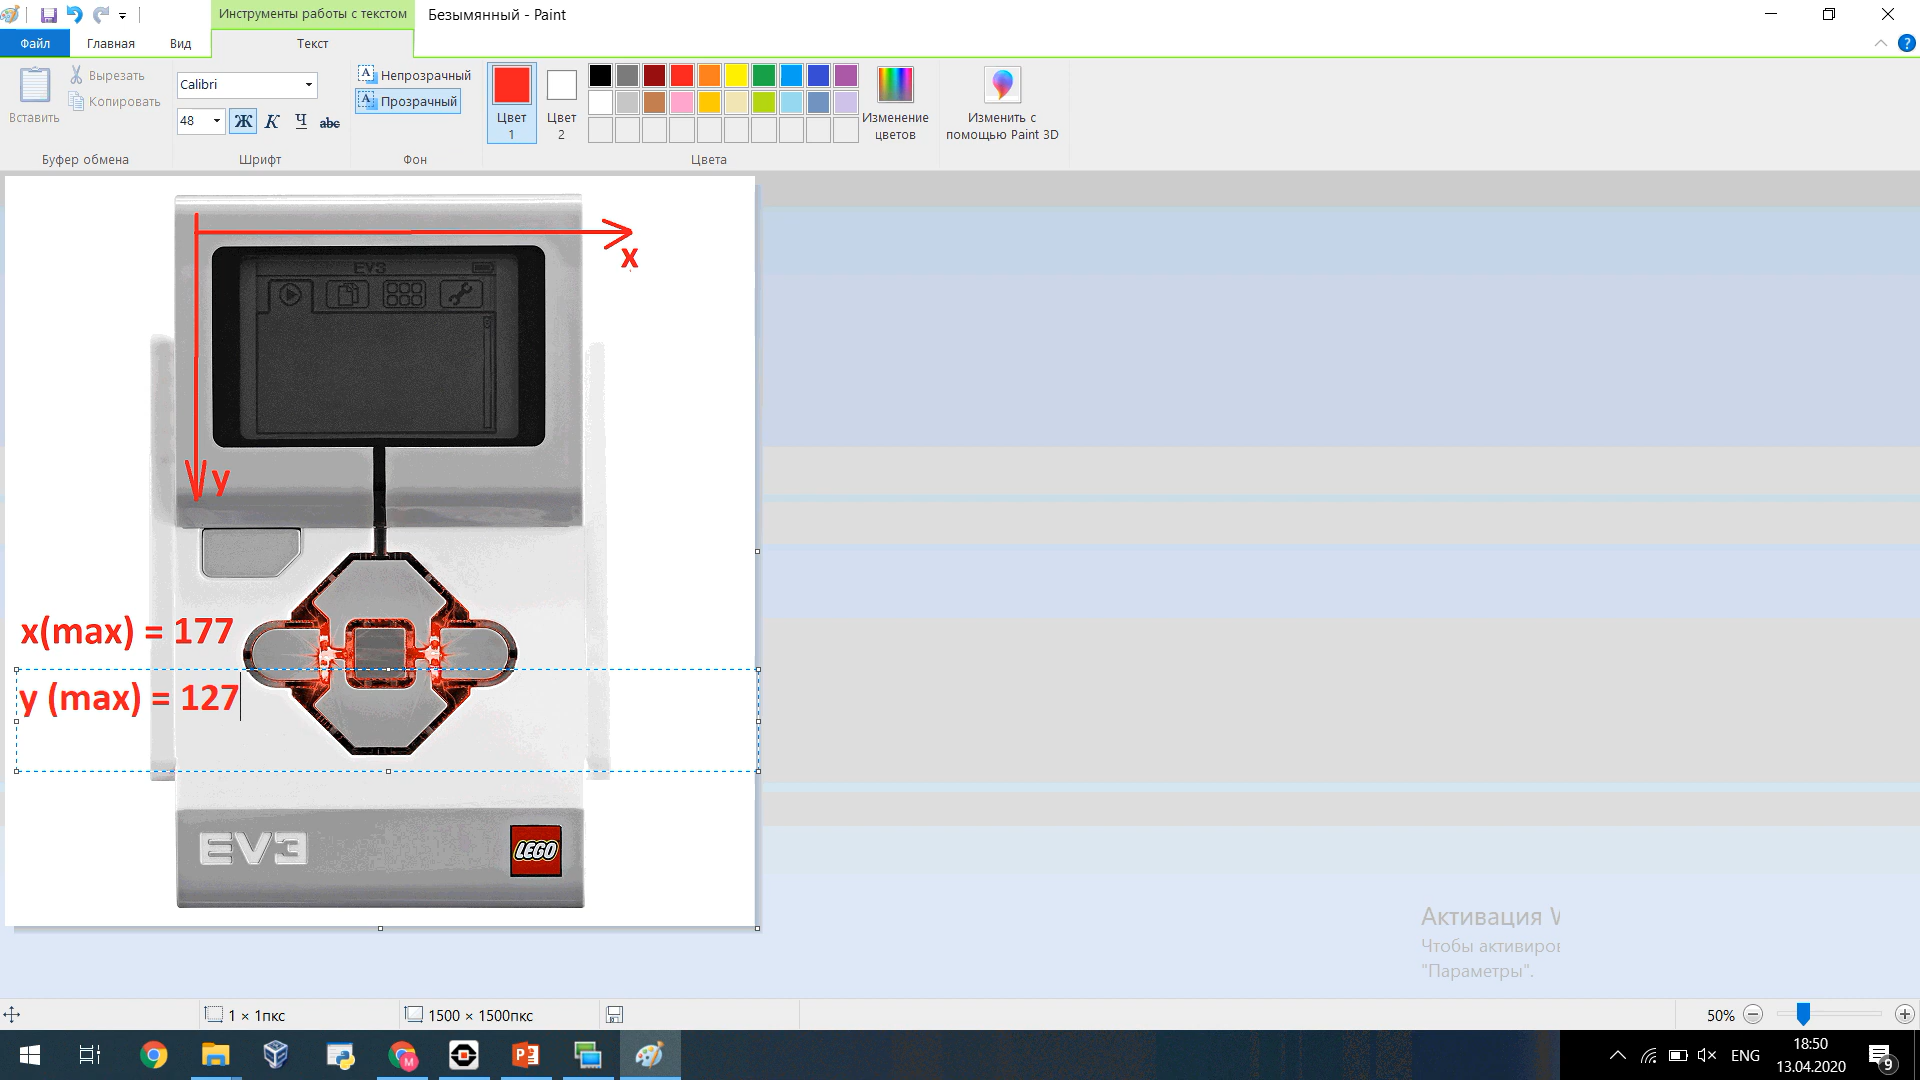 Инструменты работы с текстом
Безымянный - Paint
Файл
Главная
Вид
Текст
Вставить
Вырезать
Копировать
Буфер обмена
Calibri
48
Ж К Ч abc
Шрифт
Непрозрачный
Прозрачный
Фон
Цвет
1
Цвет
2
Цвета
Изменение
цветов
Изменить с
помощью Paint 3D
x
EV3
y
x(max) = 177
y (max) = 127
EV3
LEGO
Активация
Чтобы активиров
"Параметры".
1 × 1пкс
1500 × 1500пкс
50%
ENG
18:50
13.04.2020
9